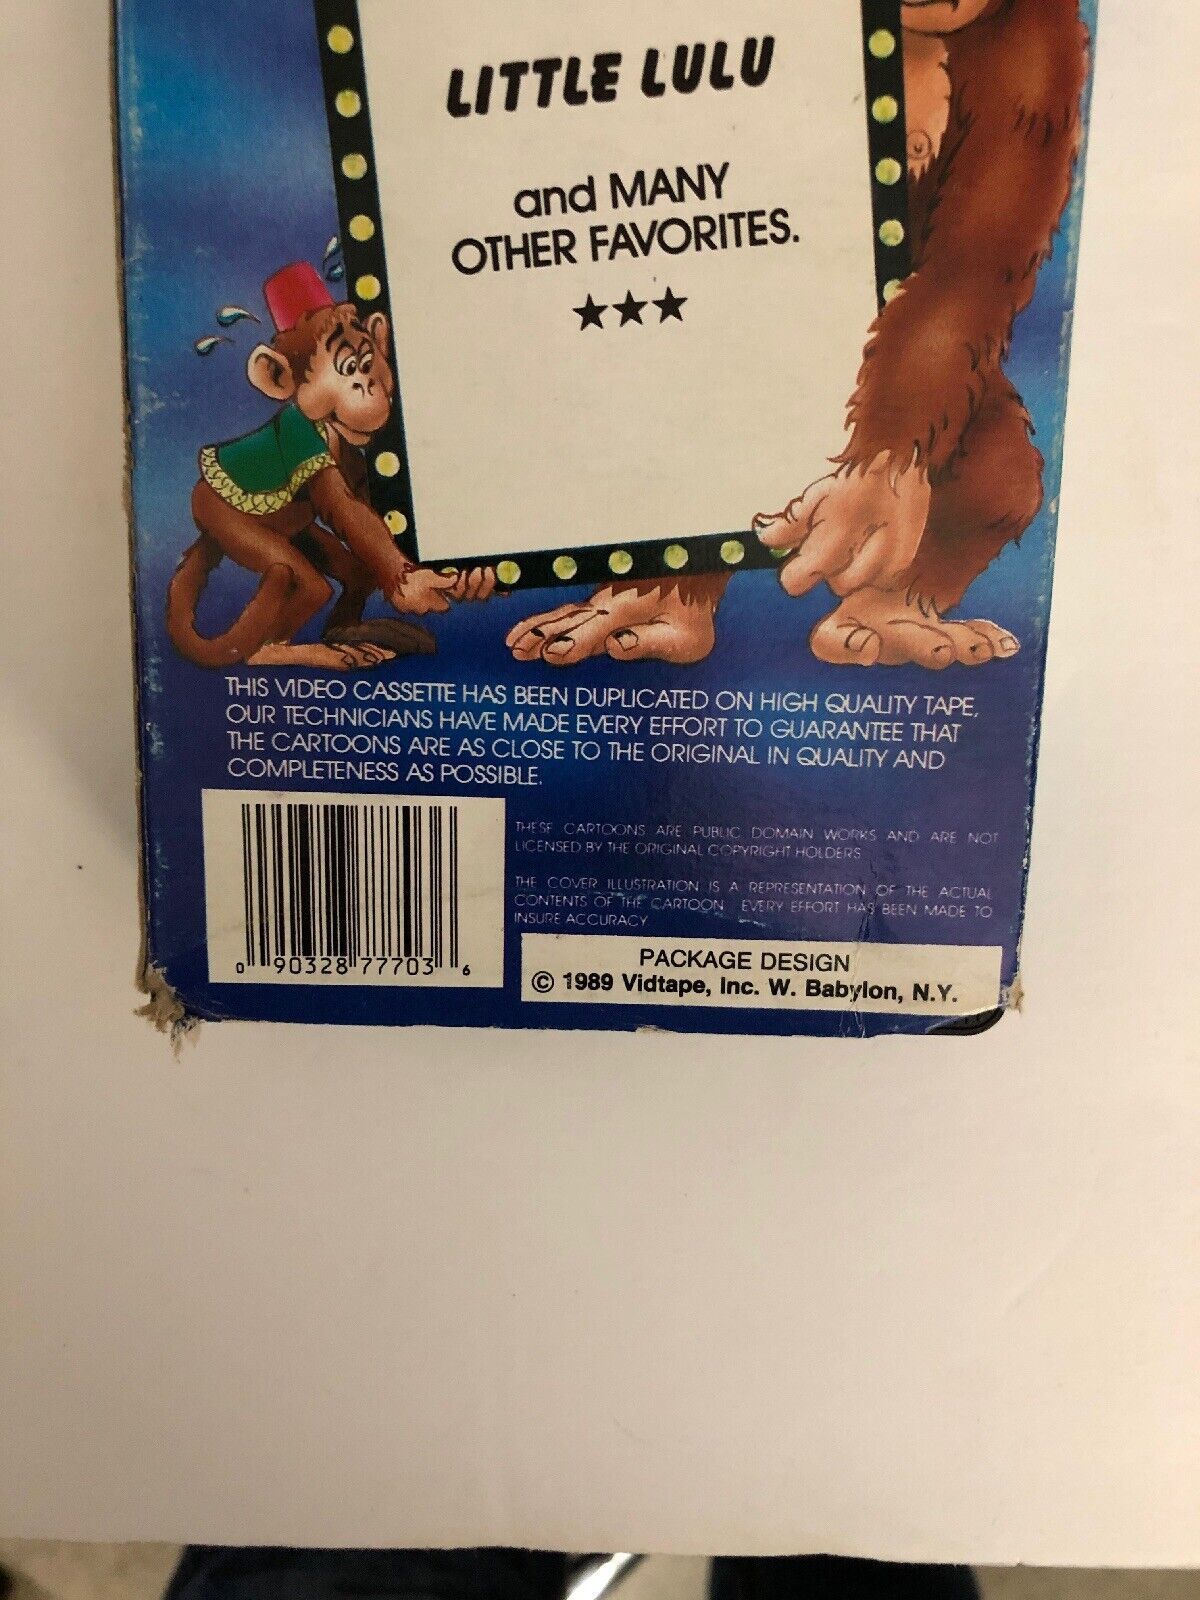 LITTLE LULU
and MANY
OTHER FAVORITES.
★★★
THIS VIDEO CASSETTE HAS BEEN DUPLICATED ON HIGH QUALITY TAPE,
OUR TECHNICIANS HAVE MADE EVERY EFFORT TO GUARANTEE THAT
THE CARTOONS ARE AS CLOSE TO THE ORIGINAL IN QUALITY AND
COMPLETENESS AS POSSIBLE.
THESE CARTOONS ARE PUBLIC DOMAIN WORKS AND ARE NOT
LICENSED BY THE ORIGINAL COPYRIGHT HOLDERS
THE COVER ILLUSTRATION IS A REPRESENTATION OF THE ACTUAL
CONTENTS OF THE CARTOON EVERY EFFORT HAS BEEN MADE TO
INSURE ACCURACY
0 90328 77703 6
PACKAGE DESIGN
© 1989 Vidtape, Inc. W. Babylon, N.Y.